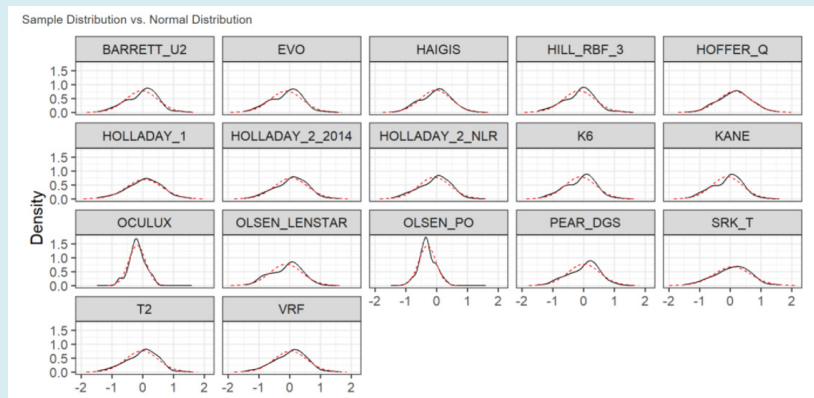 Sample Distribution vs. Normal Distribution
BARRETT_U2 EVO HAIGIS HILL_RBF_3 HOFFER_Q
1.5
1.0
0.5
0.0
HOLLADAY_1 HOLLADAY_2_2014 HOLLADAY_2_NLR K6 KANE
1.5
1.0
0.5
0.0
Density
OCULUX OLSEN_LENSTAR OLSEN_PO PEAR_DGS SRK_T
1.5
1.0
0.5
0.0
-2 -1 0 1 2 -2 -1 0 1 2 -2 -1 0 1 2
T2 VRF
1.5
1.0
0.5
0.0
-2 -1 0 1 2 -2 -1 0 1 2